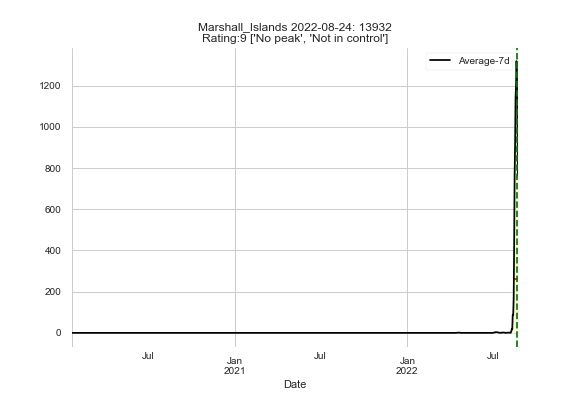 Marshall_Islands 2022-08-24: 13932
Rating:9 ['No peak', 'Not in control']
Average-7d
1200
1000
800
600
400
200
0
Jul
Jan
2021
Jul
Jan
2022
Jul
Date